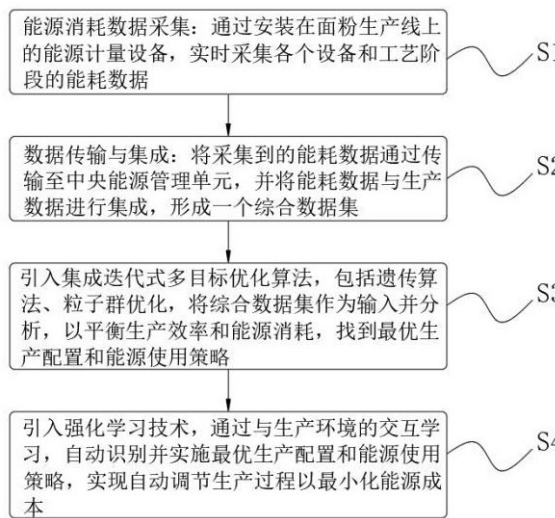 能源消耗数据采集：通过安装在面粉生产线上
的能源计量设备，实时采集各个设备和工艺阶
段的能耗数据
S1
数据传输与集成：将采集到的能耗数据通过传
输至中央能源管理单元，并将能耗数据与生产
数据进行集成，形成一个综合数据集
S2
引入集成迭代式多目标优化算法，包括遗传算
法、粒子群优化，将综合数据集作为输入并分
析，以平衡生产效率和能源消耗，找到最优生
产配置和能源使用策略
S3
引入强化学习技术，通过与生产环境的交互学
习，自动识别并实施最优生产配置和能源使用
策略，实现自动调节生产过程以最小化能源成
本
S4